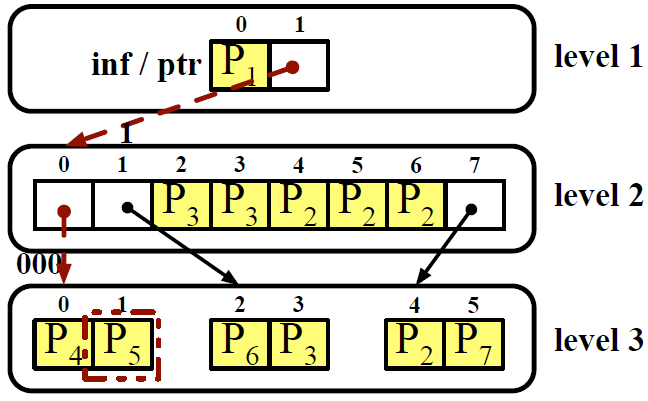 0 1
inf / ptr P1 level 1
1
0 1 2 3 4 5 6 7
P3 P3 P2 P2 P2 level 2
000
0 1 2 3 4 5
P4 P5 P6 P3 P2 P7 level 3